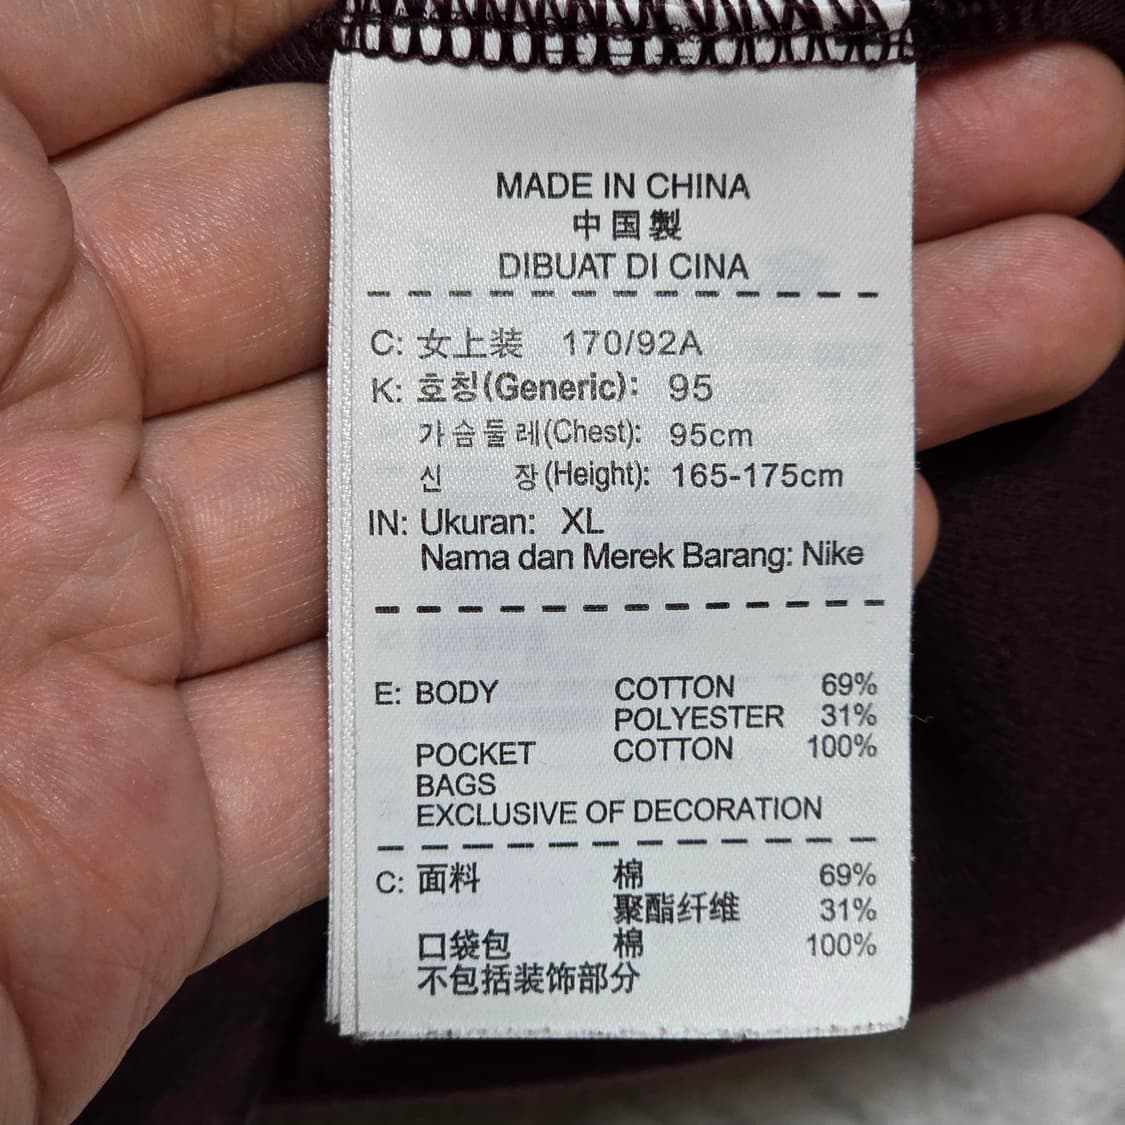 MADE IN CHINA
中国製
DIBUAT DI CINA
C: 女上装 170/92A
K: 호칭(Generic): 95
가슴둘레(Chest): 95cm
신 장(Height): 165-175cm
IN: Ukuran: XL
Nama dan Merek Barang: Nike
E: BODY COTTON 69%
POLYESTER 31%
POCKET COTTON 100%
BAGS
EXCLUSIVE OF DECORATION
C: 面料 棉 69%
聚酯纤维 31%
口袋包 棉 100%
不包括装饰部分